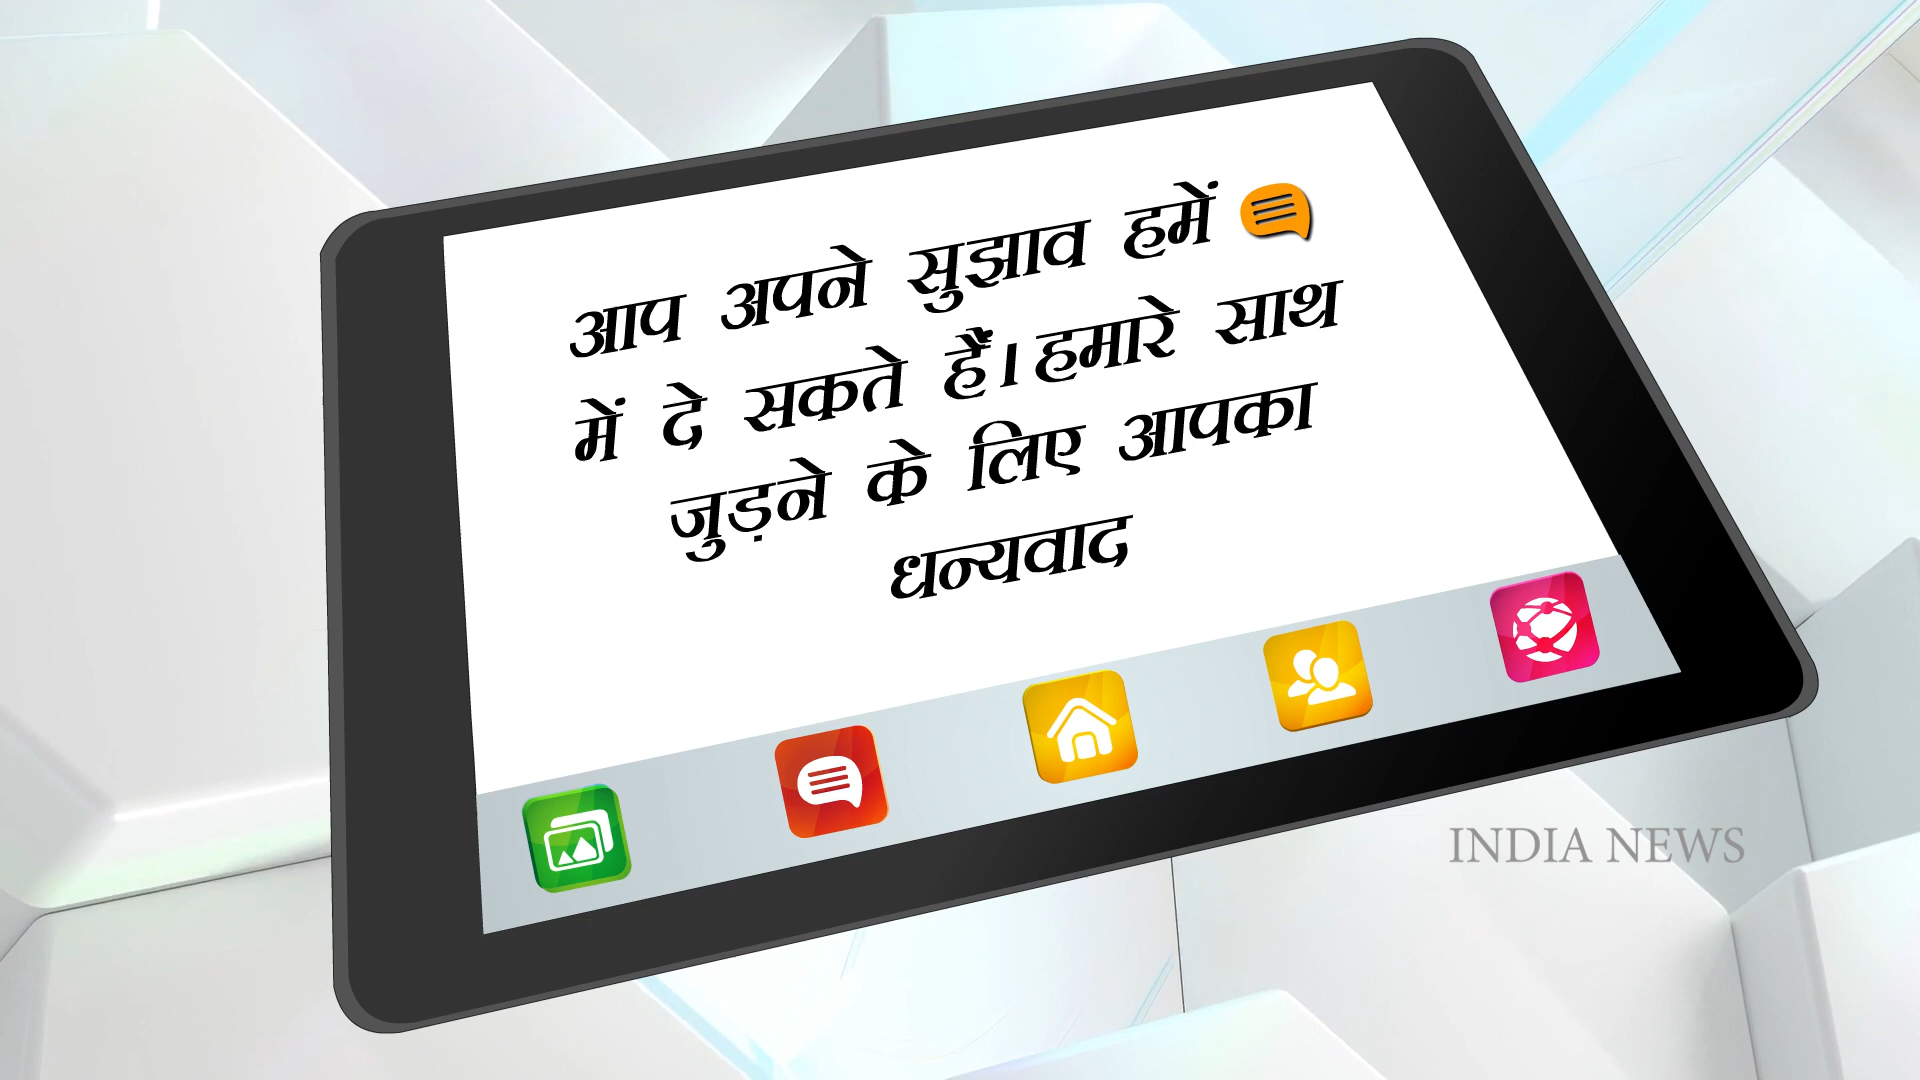 आप अपने सुझाव हमें
में दे सकते हैं। हमारे साथ
जुड़ने के लिए आपका
धन्यवाद
INDIA NEWS